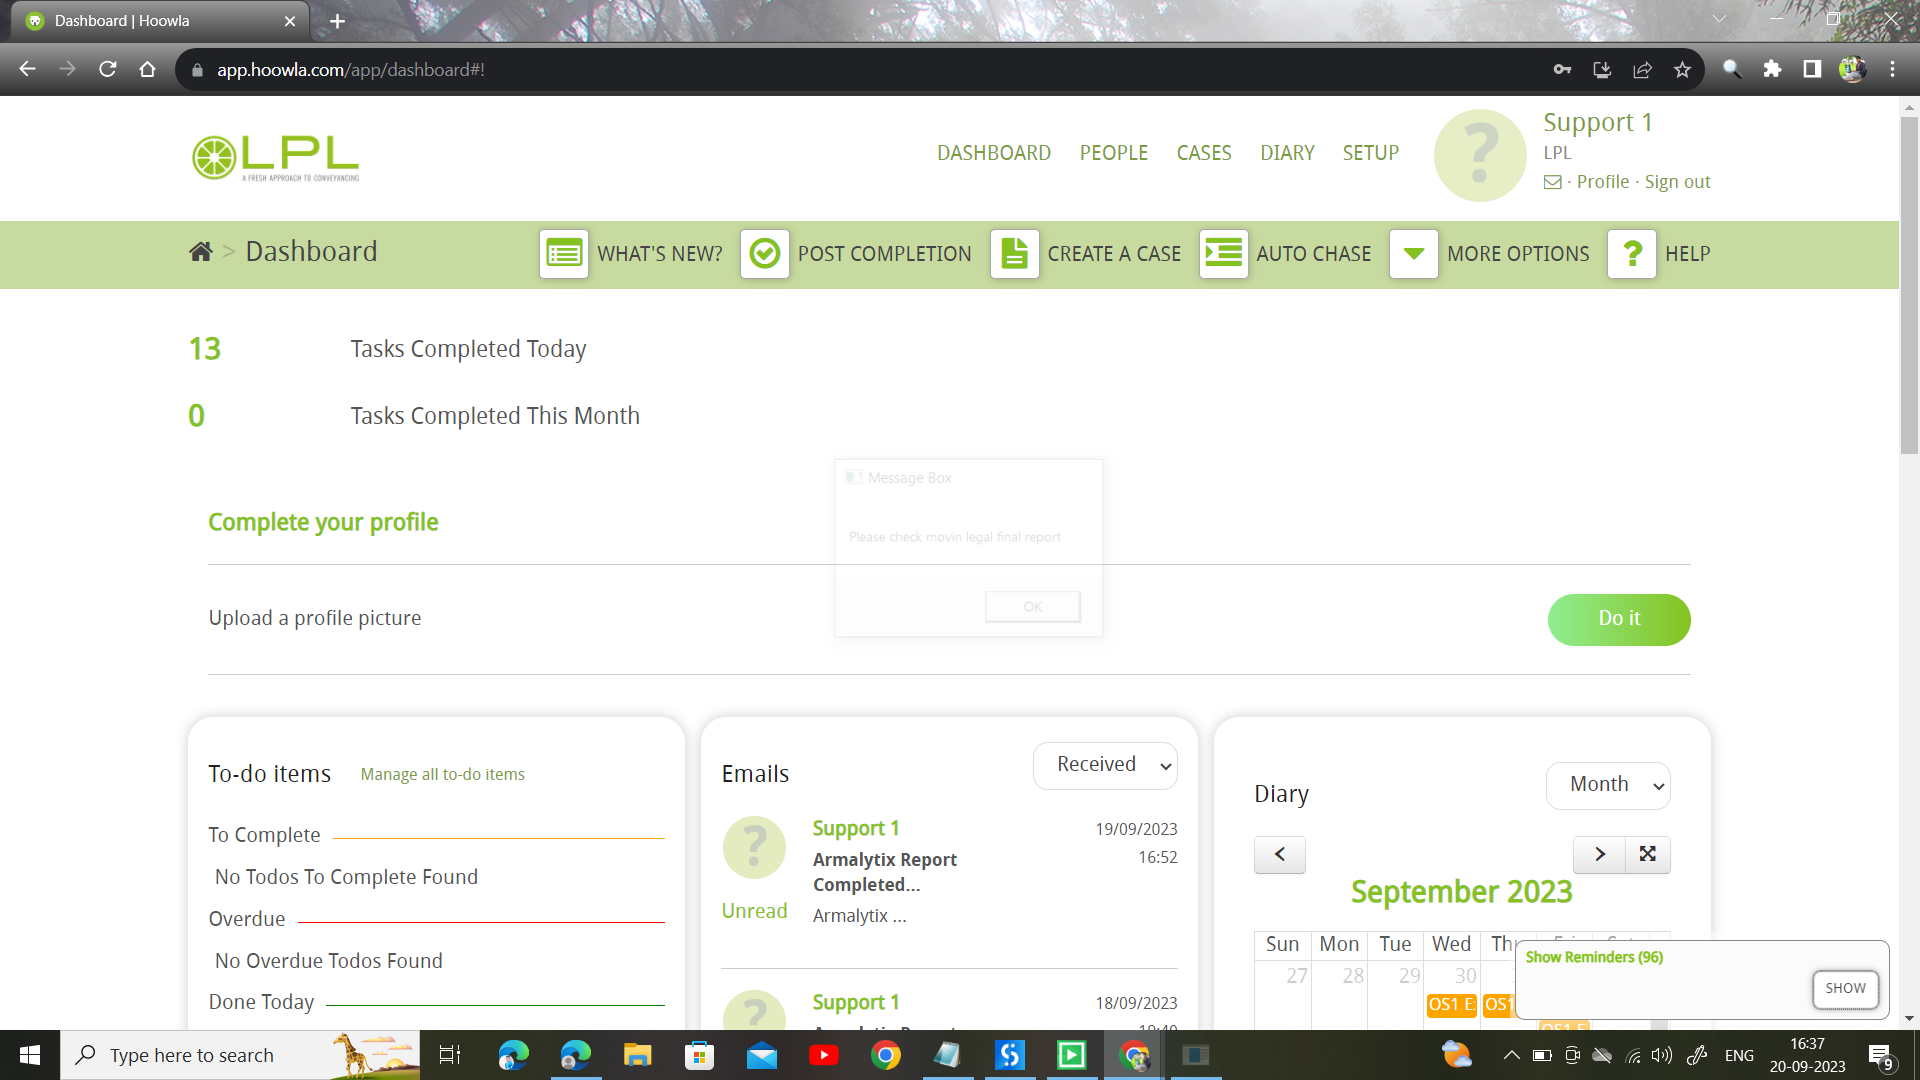 Dashboard | Hoowla
app.hoowla.com/app/dashboard#!
LPL
A FRESH APPROACH TO CONVEYANCING
DASHBOARD PEOPLE CASES DIARY SETUP
Support 1
LPL
· Profile · Sign out
> Dashboard
WHAT'S NEW? POST COMPLETION CREATE A CASE AUTO CHASE MORE OPTIONS ? HELP
13 Tasks Completed Today
0 Tasks Completed This Month
Message Box
Please check movin legal final report
OK
Complete your profile
Upload a profile picture Do it
To-do items Manage all to-do items
To Complete
No Todos To Complete Found
Overdue
No Overdue Todos Found
Done Today
Emails Received
Support 1 19/09/2023
16:52
Armalytix Report
Completed...
Unread
Armalytix ...
Support 1 18/09/2023
Diary Month
September 2023
Sun Mon Tue Wed Th
27 28 29 30
OS1 E: OS1
Show Reminders (96)
SHOW
Type here to search
ENG
16:37
20-09-2023
9